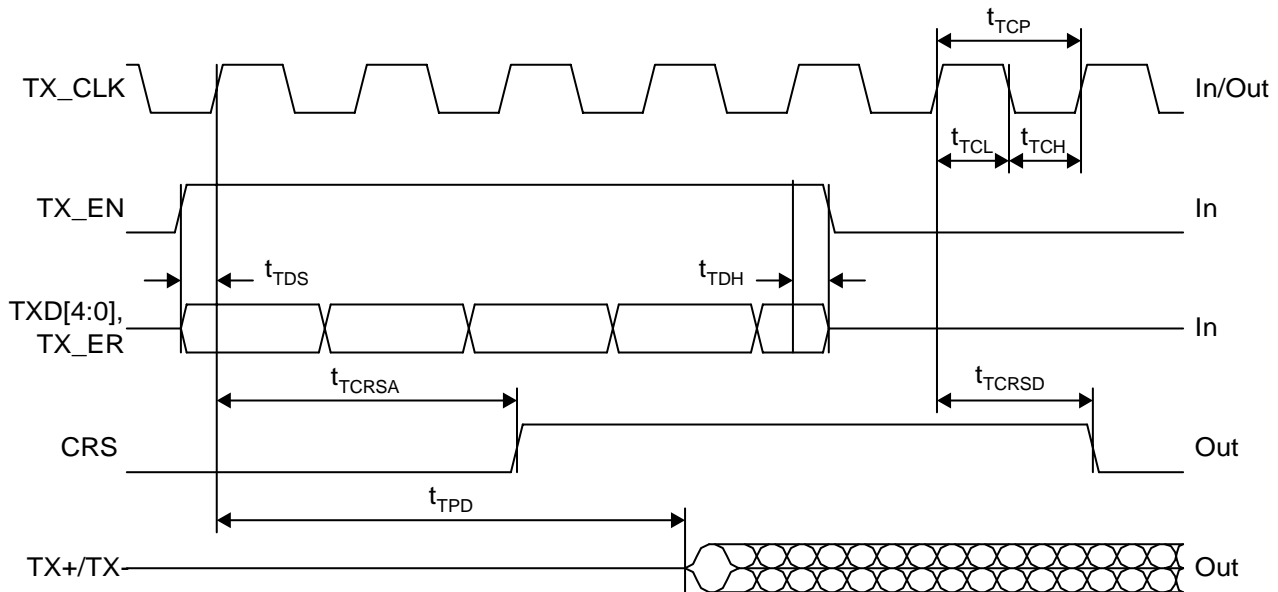 t_TCP
TX_CLK
In/Out
t_TCL
t_TCH
TX_EN
In
t_TDS
t_TDH
TXD[4:0],
TX_ER
In
t_TCRSA
t_TCRSD
CRS
Out
t_TPD
TX+/TX-
Out